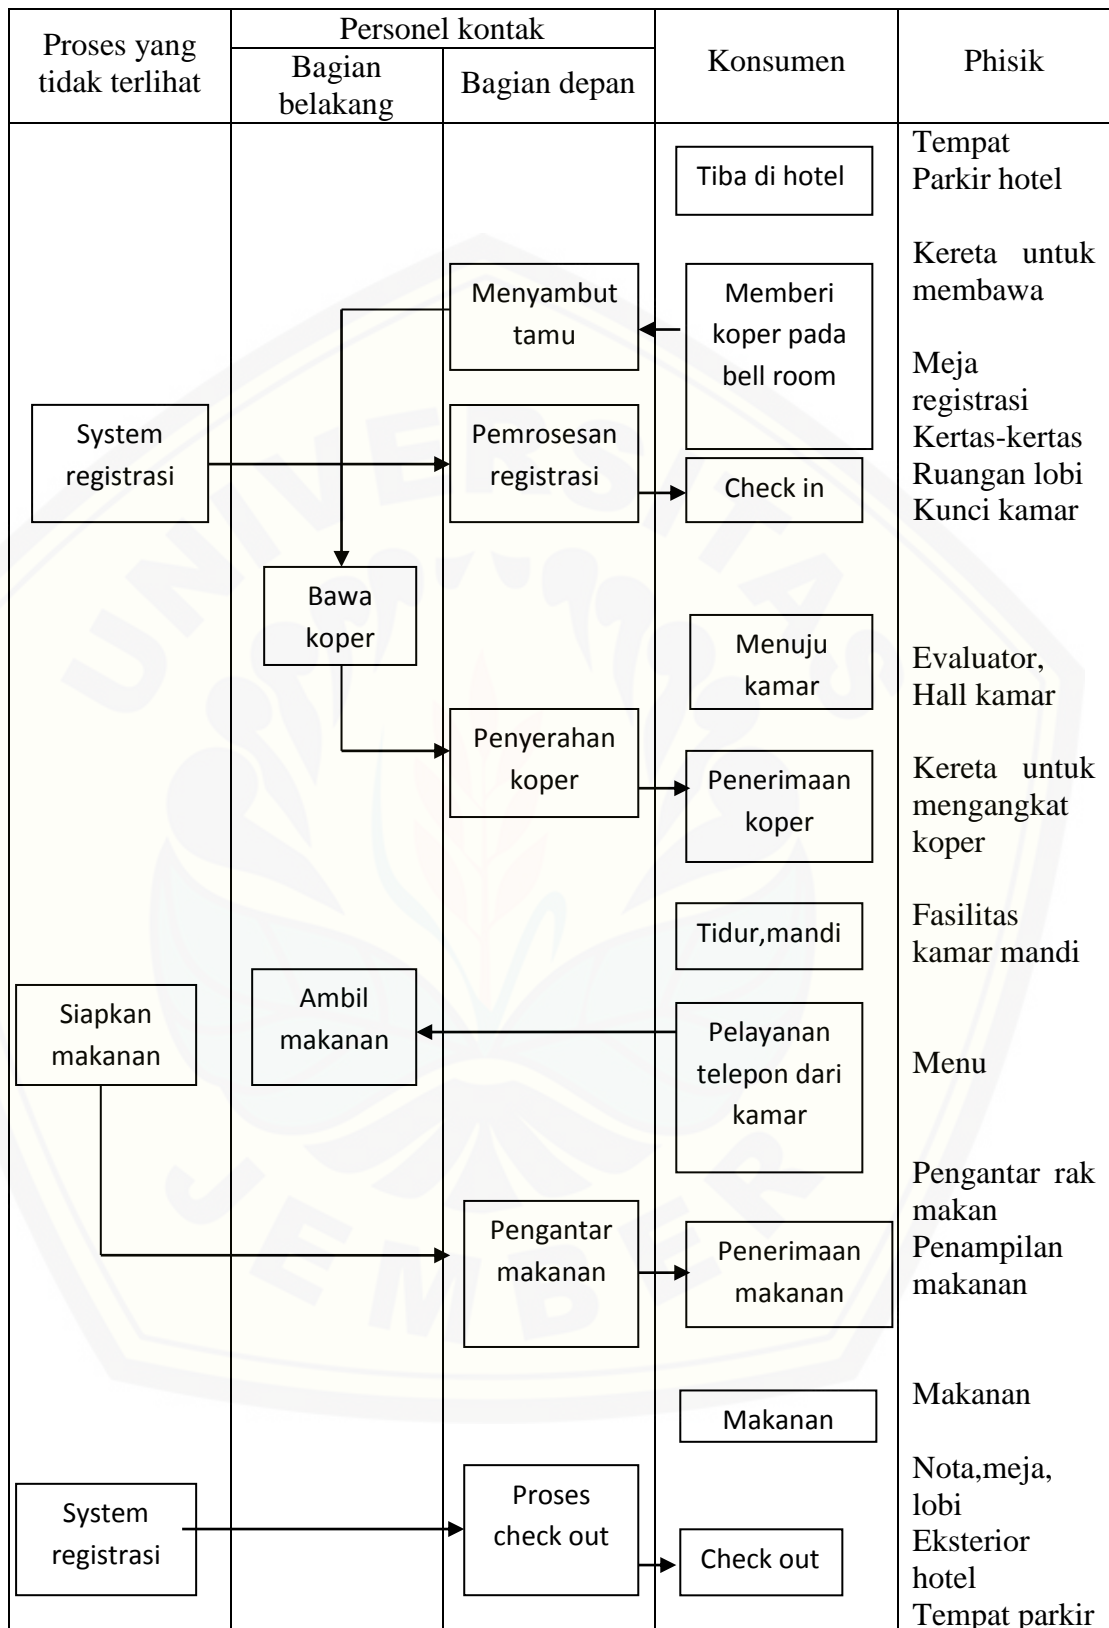 Proses yang
tidak terlihat
Personel kontak
Bagian
belakang
Bagian depan
Konsumen
Phisik
Tiba di hotel
Tempat
Parkir hotel
Menyambut
tamu
Memberi
koper pada
bell room
Kereta untuk
membawa
System
registrasi
Pemrosesan
registrasi
Check in
Meja
registrasi
Kertas-kertas
Ruangan lobi
Kunci kamar
Bawa
koper
Menuju
kamar
Evaluator,
Hall kamar
Penyerahan
koper
Penerimaan
koper
Kereta untuk
mengangkat
koper
Tidur,mandi
Fasilitas
kamar mandi
Siapkan
makanan
Ambil
makanan
Pelayanan
telepon dari
kamar
Menu
Pengantar
makanan
Penerimaan
makanan
Pengantar rak
makan
Penampilan
makanan
Makanan
Makanan
System
registrasi
Proses
check out
Check out
Nota,meja,
lobi
Eksterior
hotel
Tempat parkir
UNIVERSITAS
JEMBER